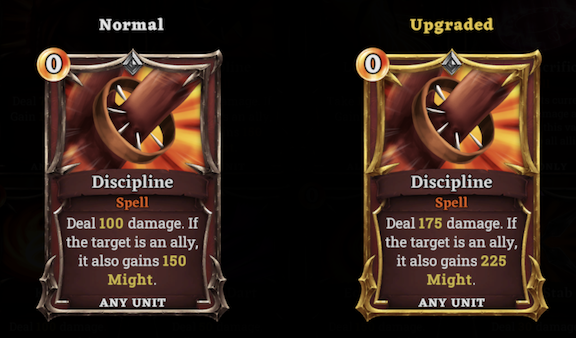 Normal
0
Discipline
Spell
Deal 100 damage. If
the target is an ally,
it also gains 150
Might.
ANY UNIT
Upgraded
0
Discipline
Spell
Deal 175 damage. If
the target is an ally,
it also gains 225
Might.
ANY UNIT